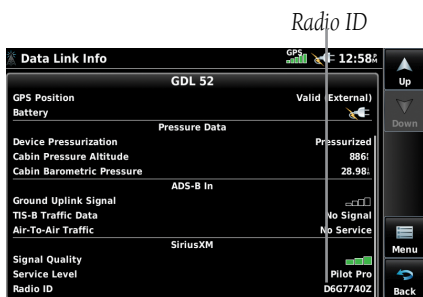 Radio ID
Data Link Info GPS 12:58
GDL 52
Up
GPS Position Valid (External)
Battery
Down
Pressure Data
Device Pressurization Pressurized
Cabin Pressure Altitude 886
Cabin Barometric Pressure 28.98
ADS-B In
Ground Uplink Signal
TIS-B Traffic Data No Signal
Air-To-Air Traffic No Service
SiriusXM
Menu
Signal Quality
Service Level Pilot Pro
Radio ID D6G7740Z
Back